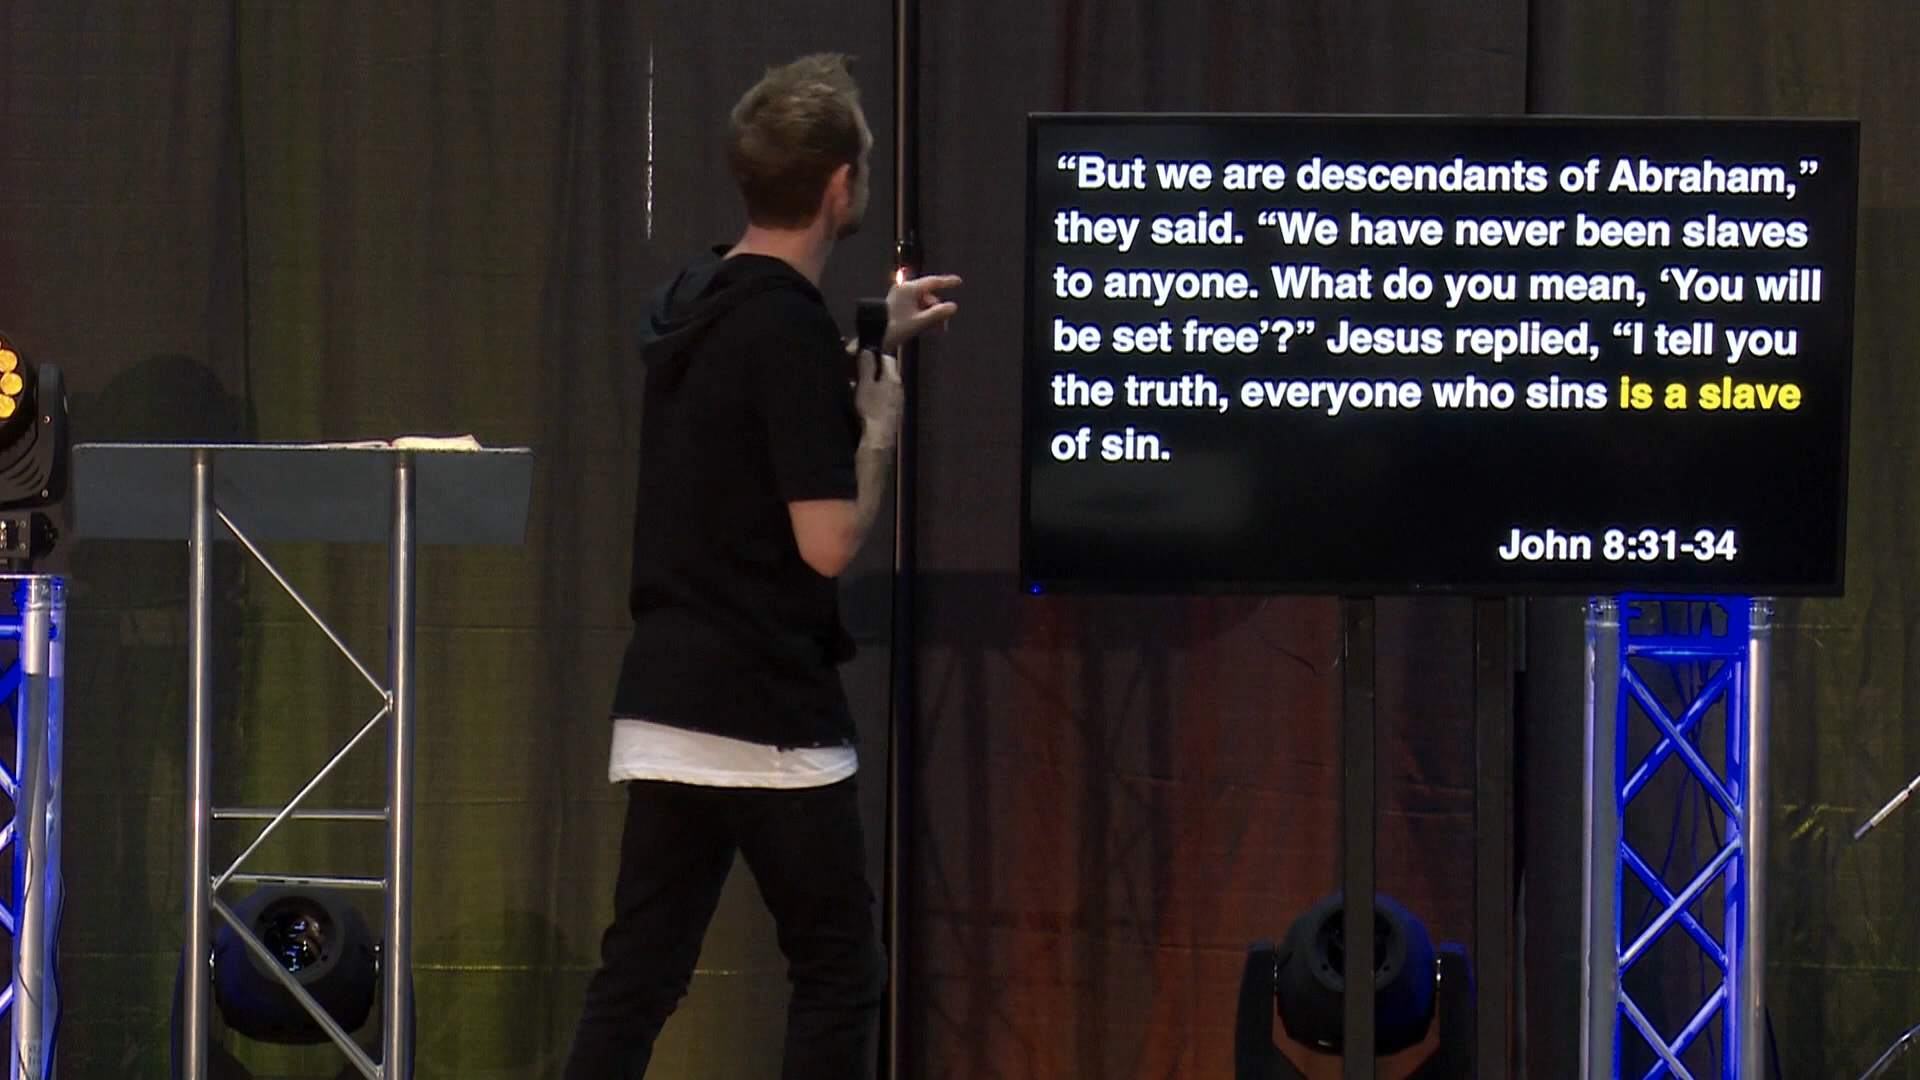 “But we are descendants of Abraham,”
they said. “We have never been slaves
to anyone. What do you mean, ‘You will
be set free’?” Jesus replied, “I tell you
the truth, everyone who sins is a slave
of sin.
John 8:31-34